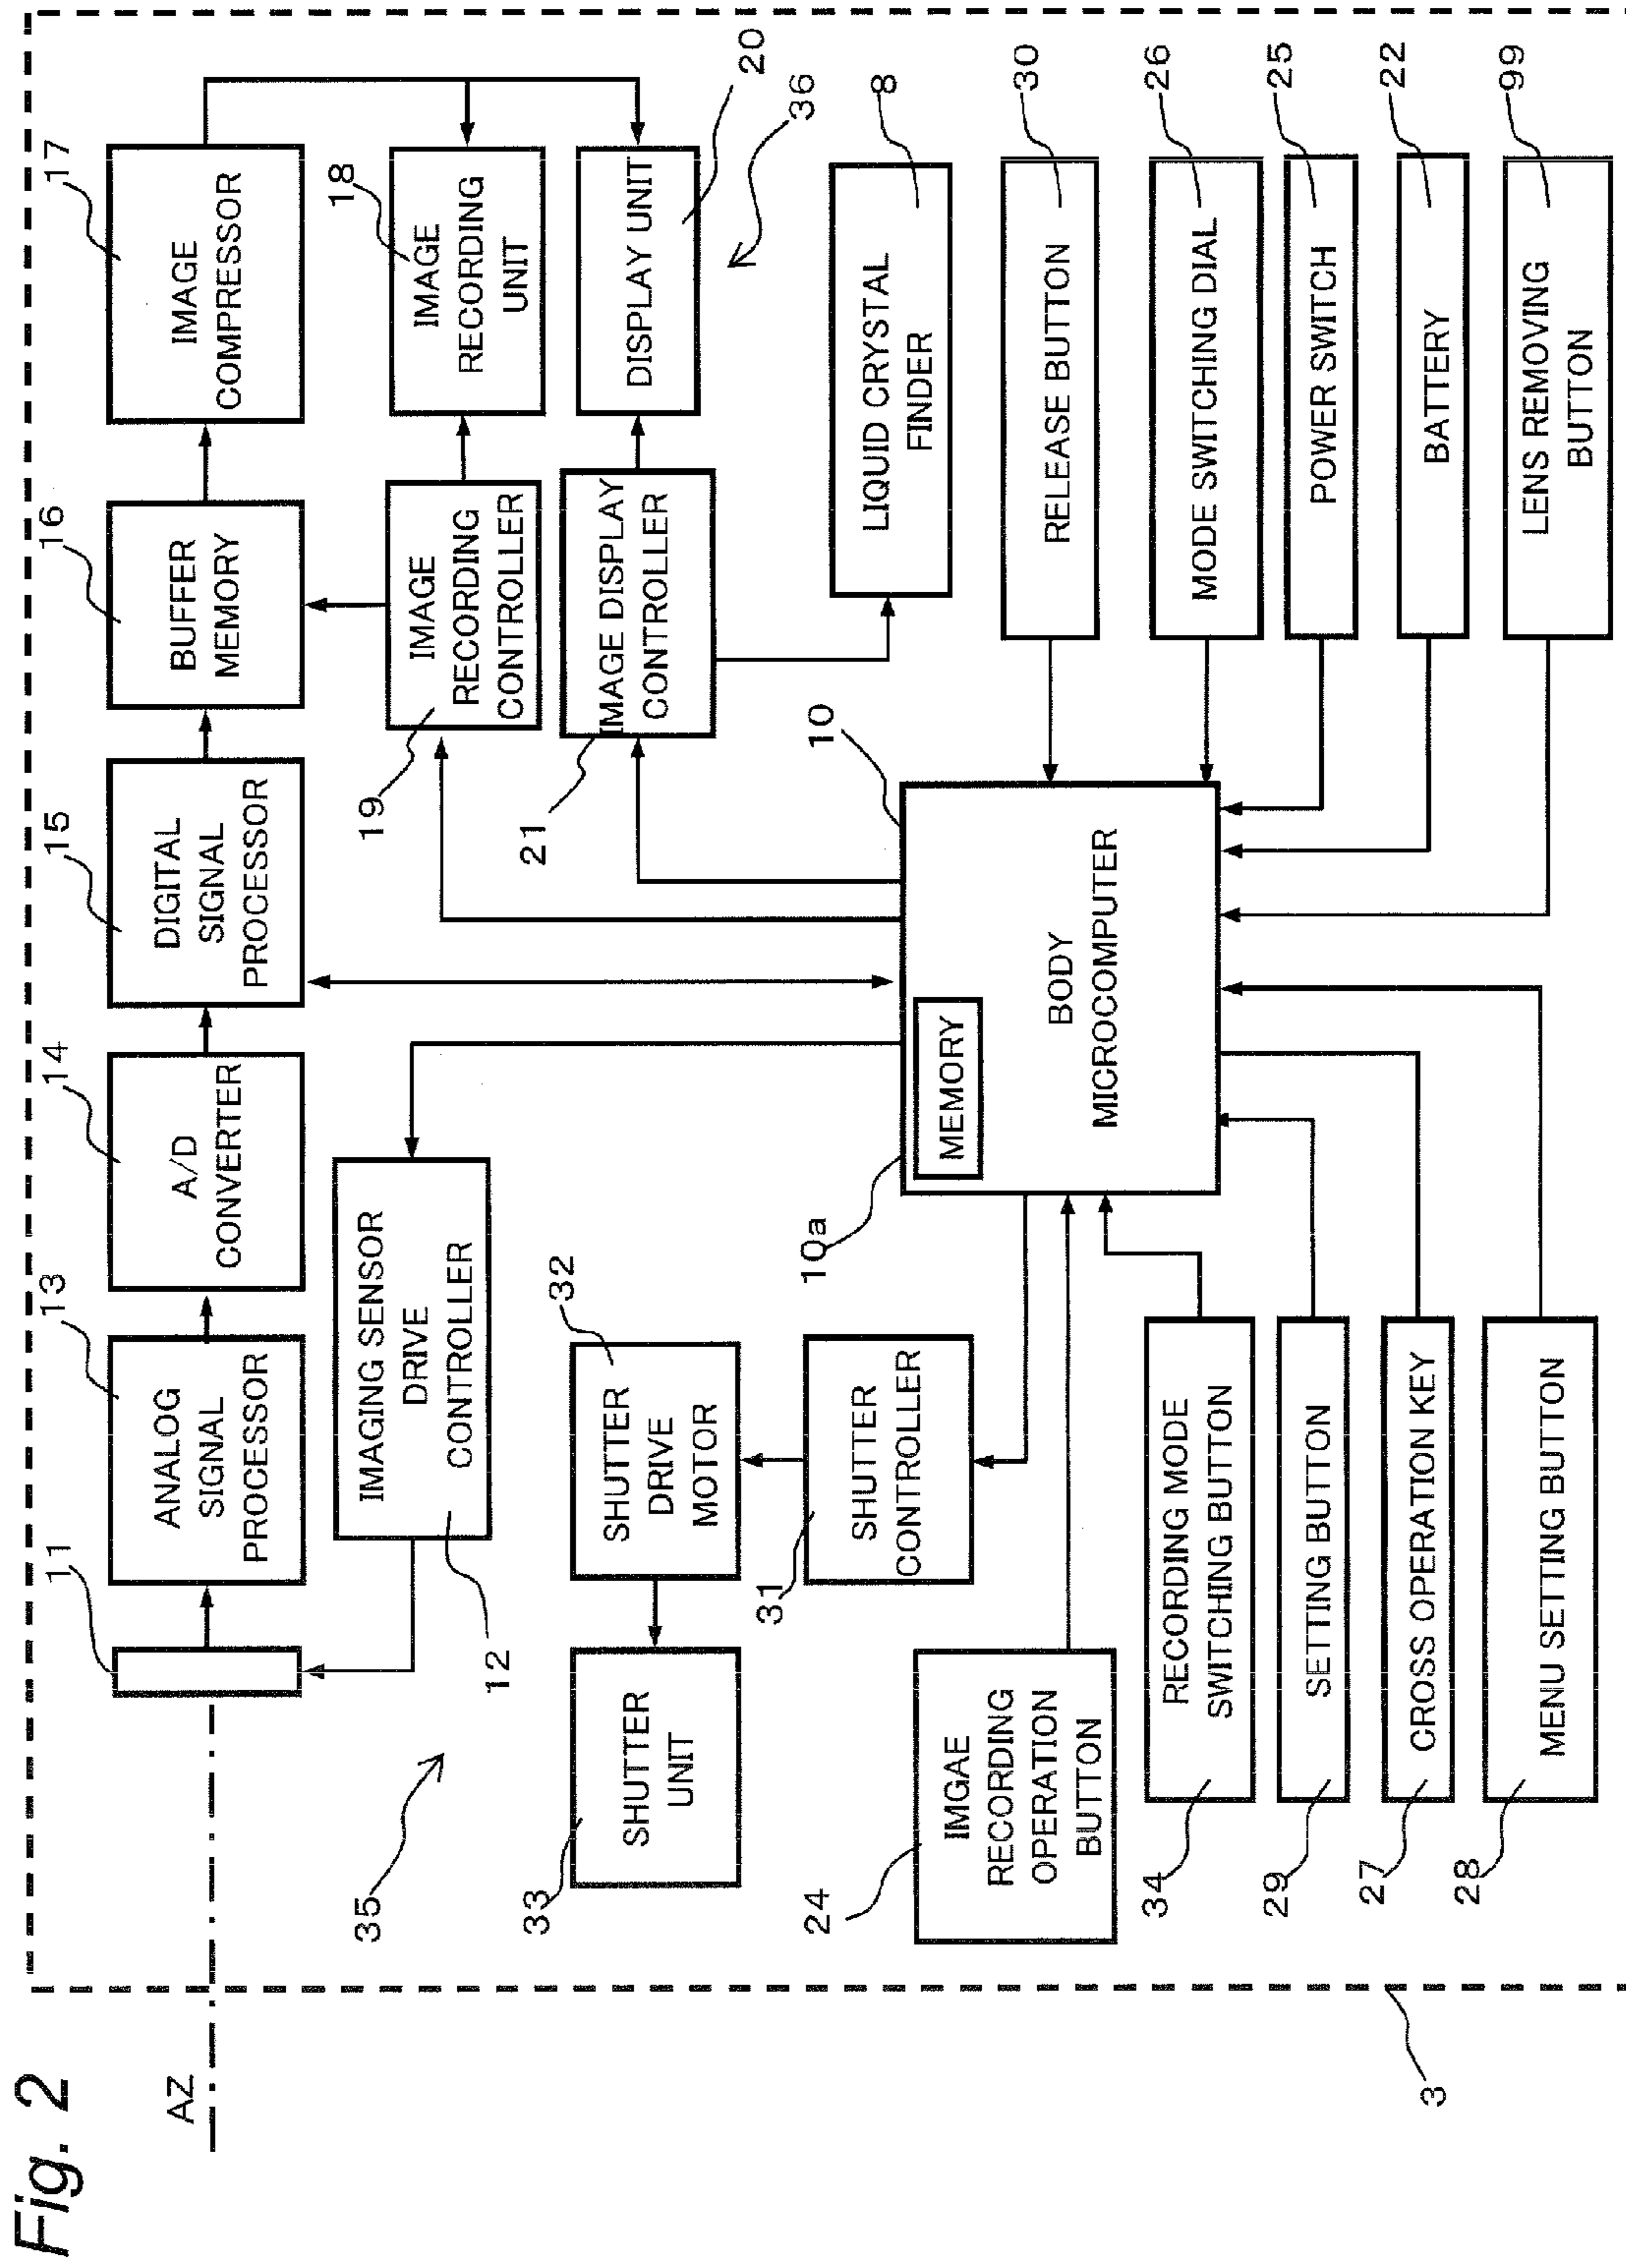 Fig. 2
AZ
3
11
13
14
15
16
17
ANALOG
SIGNAL
PROCESSOR
A/D
CONVERTER
DIGITAL
SIGNAL
PROCESSOR
BUFFER
MEMORY
IMAGE
COMPRESSOR
12
IMAGING SENSOR
DRIVE
CONTROLLER
19
IMAGE
RECORDING
CONTROLLER
18
IMAGE
RECORDING
UNIT
35
33
SHUTTER
UNIT
32
SHUTTER
DRIVE
MOTOR
21
IMAGE DISPLAY
CONTROLLER
DISPLAY UNIT
20
36
31
SHUTTER
CONTROLLER
10a
10
MEMORY
BODY
MICROCOMPUTER
LIQUID CRYSTAL
FINDER
8
24
IMGAE
RECORDING
OPERATION
BUTTON
RELEASE BUTTON
30
34
RECORDING MODE
SWITCHING BUTTON
MODE SWITCHING DIAL
26
29
SETTING BUTTON
POWER SWITCH
25
27
CROSS OPERATION KEY
BATTERY
22
28
MENU SETTING BUTTON
LENS REMOVING
BUTTON
99